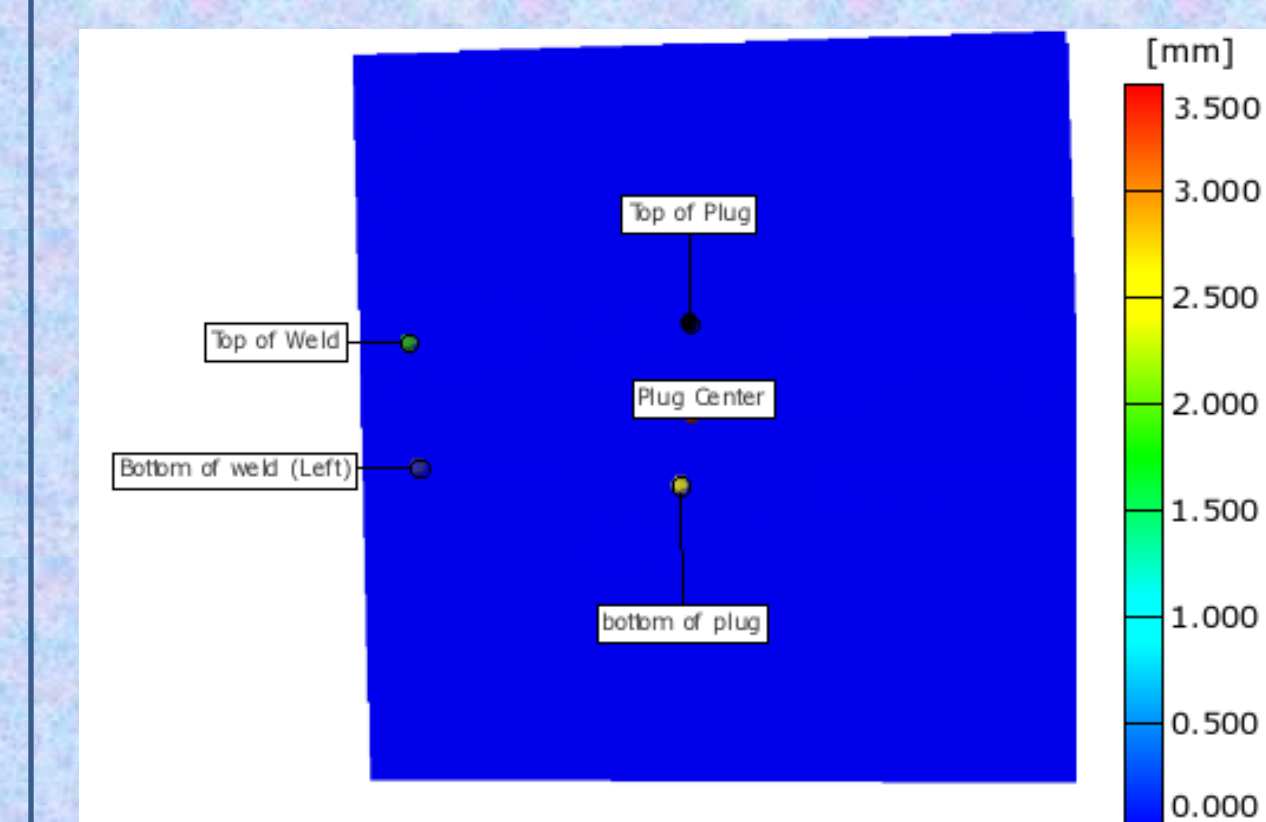 [mm]
3.500
3.000
2.500
2.000
1.500
1.000
0.500
0.000
Top of Plug
Top of Weld
Plug Center
Bottom of weld (Left)
bottom of plug